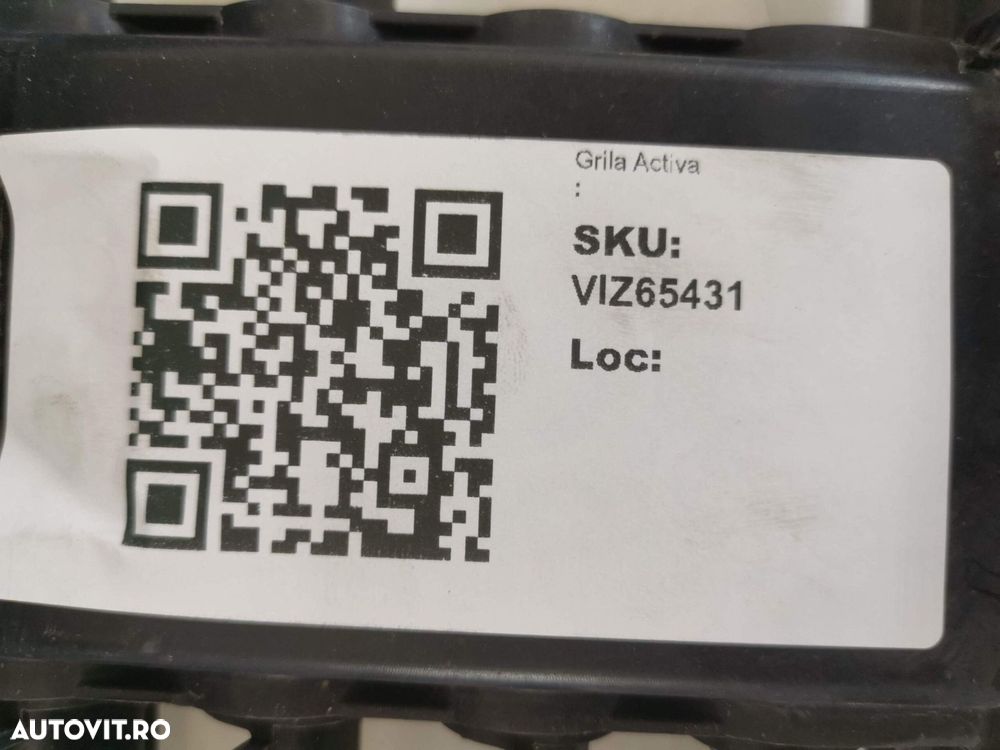 Grila Activa
:
SKU:
VIZ65431
Loc:
AUTOVIT.RO